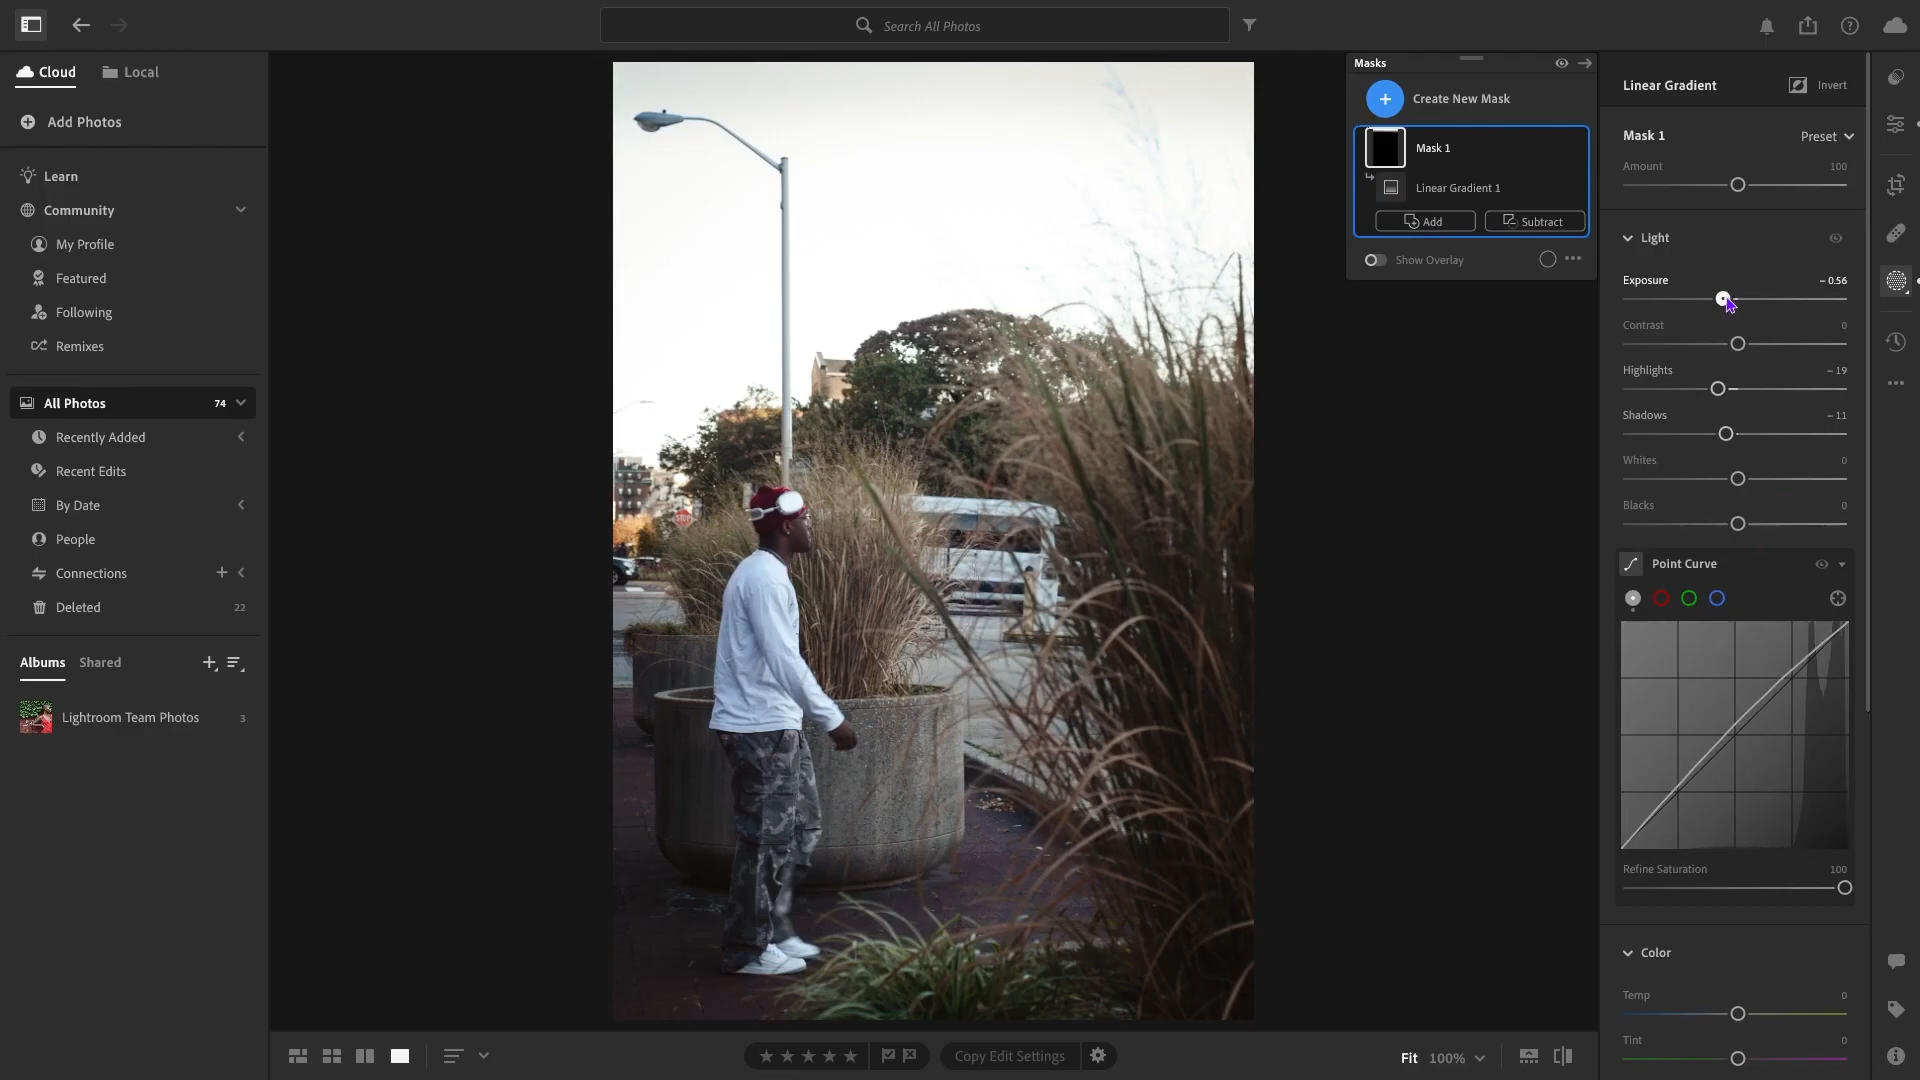 Search All Photos
Cloud
Local
Add Photos
Learn
Community
My Profile
Featured
Following
Remixes
All Photos 74
Recently Added
Recent Edits
By Date
People
Connections
Deleted 22
Albums Shared
Lightroom Team Photos 3
STOP
Masks
Create New Mask
Mask 1
Linear Gradient 1
Add Subtract
Show Overlay
Linear Gradient Invert
Mask 1 Preset
Amount 100
Light
Exposure – 0.56
Contrast 0
Highlights – 19
Shadows – 11
Whites 0
Blacks 0
Point Curve
Refine Saturation 100
Color
Temp 0
Tint 0
Copy Edit Settings
Fit 100%